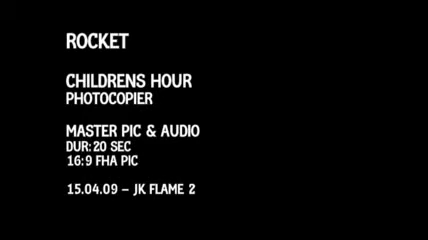 ROCKET
CHILDRENS HOUR
PHOTOCOPIER
MASTER PIC & AUDIO
DUR:20 SEC
16:9 FHA PIC
15.04.09 – JK FLAME 2